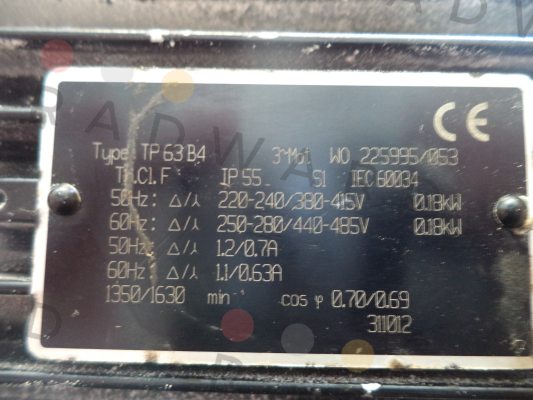 CE
Type: TP 63 B4 3~Mot WO 225995/053
Th.Cl. F IP 55 S1 IEC 60034
50Hz: Δ/⅄ 220-240/380-415V 0.18kW
60Hz: Δ/⅄ 250-280/440-485V 0.18kW
50Hz: Δ/⅄ 1.2/0.7A
60Hz: Δ/⅄ 1.1/0.63A
1350/1630 min⁻ cos φ 0.70/0.69
311012
RADWAY